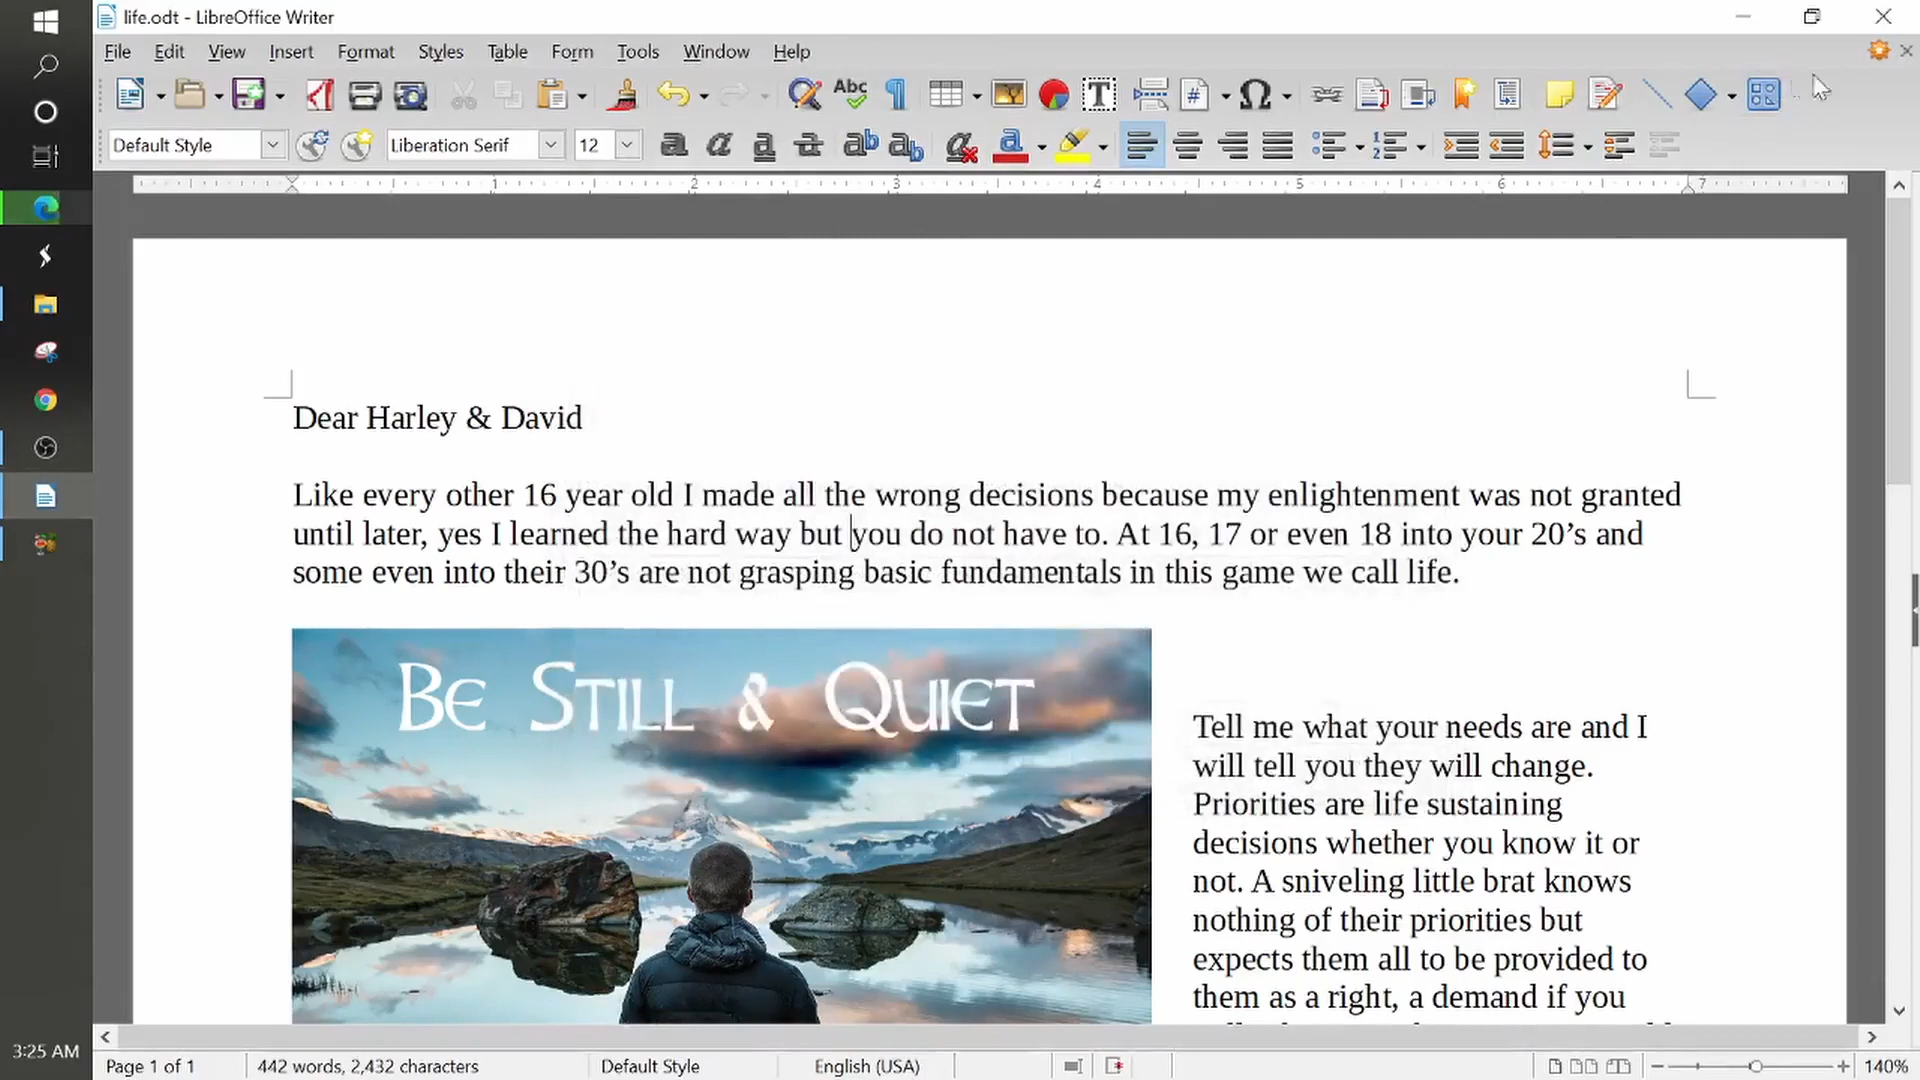 life.odt - LibreOffice Writer
File Edit View Insert Format Styles Table Form Tools Window Help
Default Style Liberation Serif 12
1 2 3 4 5 6 7
Dear Harley & David
Like every other 16 year old I made all the wrong decisions because my enlightenment was not granted
until later, yes I learned the hard way but you do not have to. At 16, 17 or even 18 into your 20’s and
some even into their 30’s are not grasping basic fundamentals in this game we call life.
BE STILL & QUIET
Tell me what your needs are and I
will tell you they will change.
Priorities are life sustaining
decisions whether you know it or
not. A sniveling little brat knows
nothing of their priorities but
expects them all to be provided to
them as a right, a demand if you
3:25 AM
Page 1 of 1 442 words, 2,432 characters Default Style English (USA) 140%